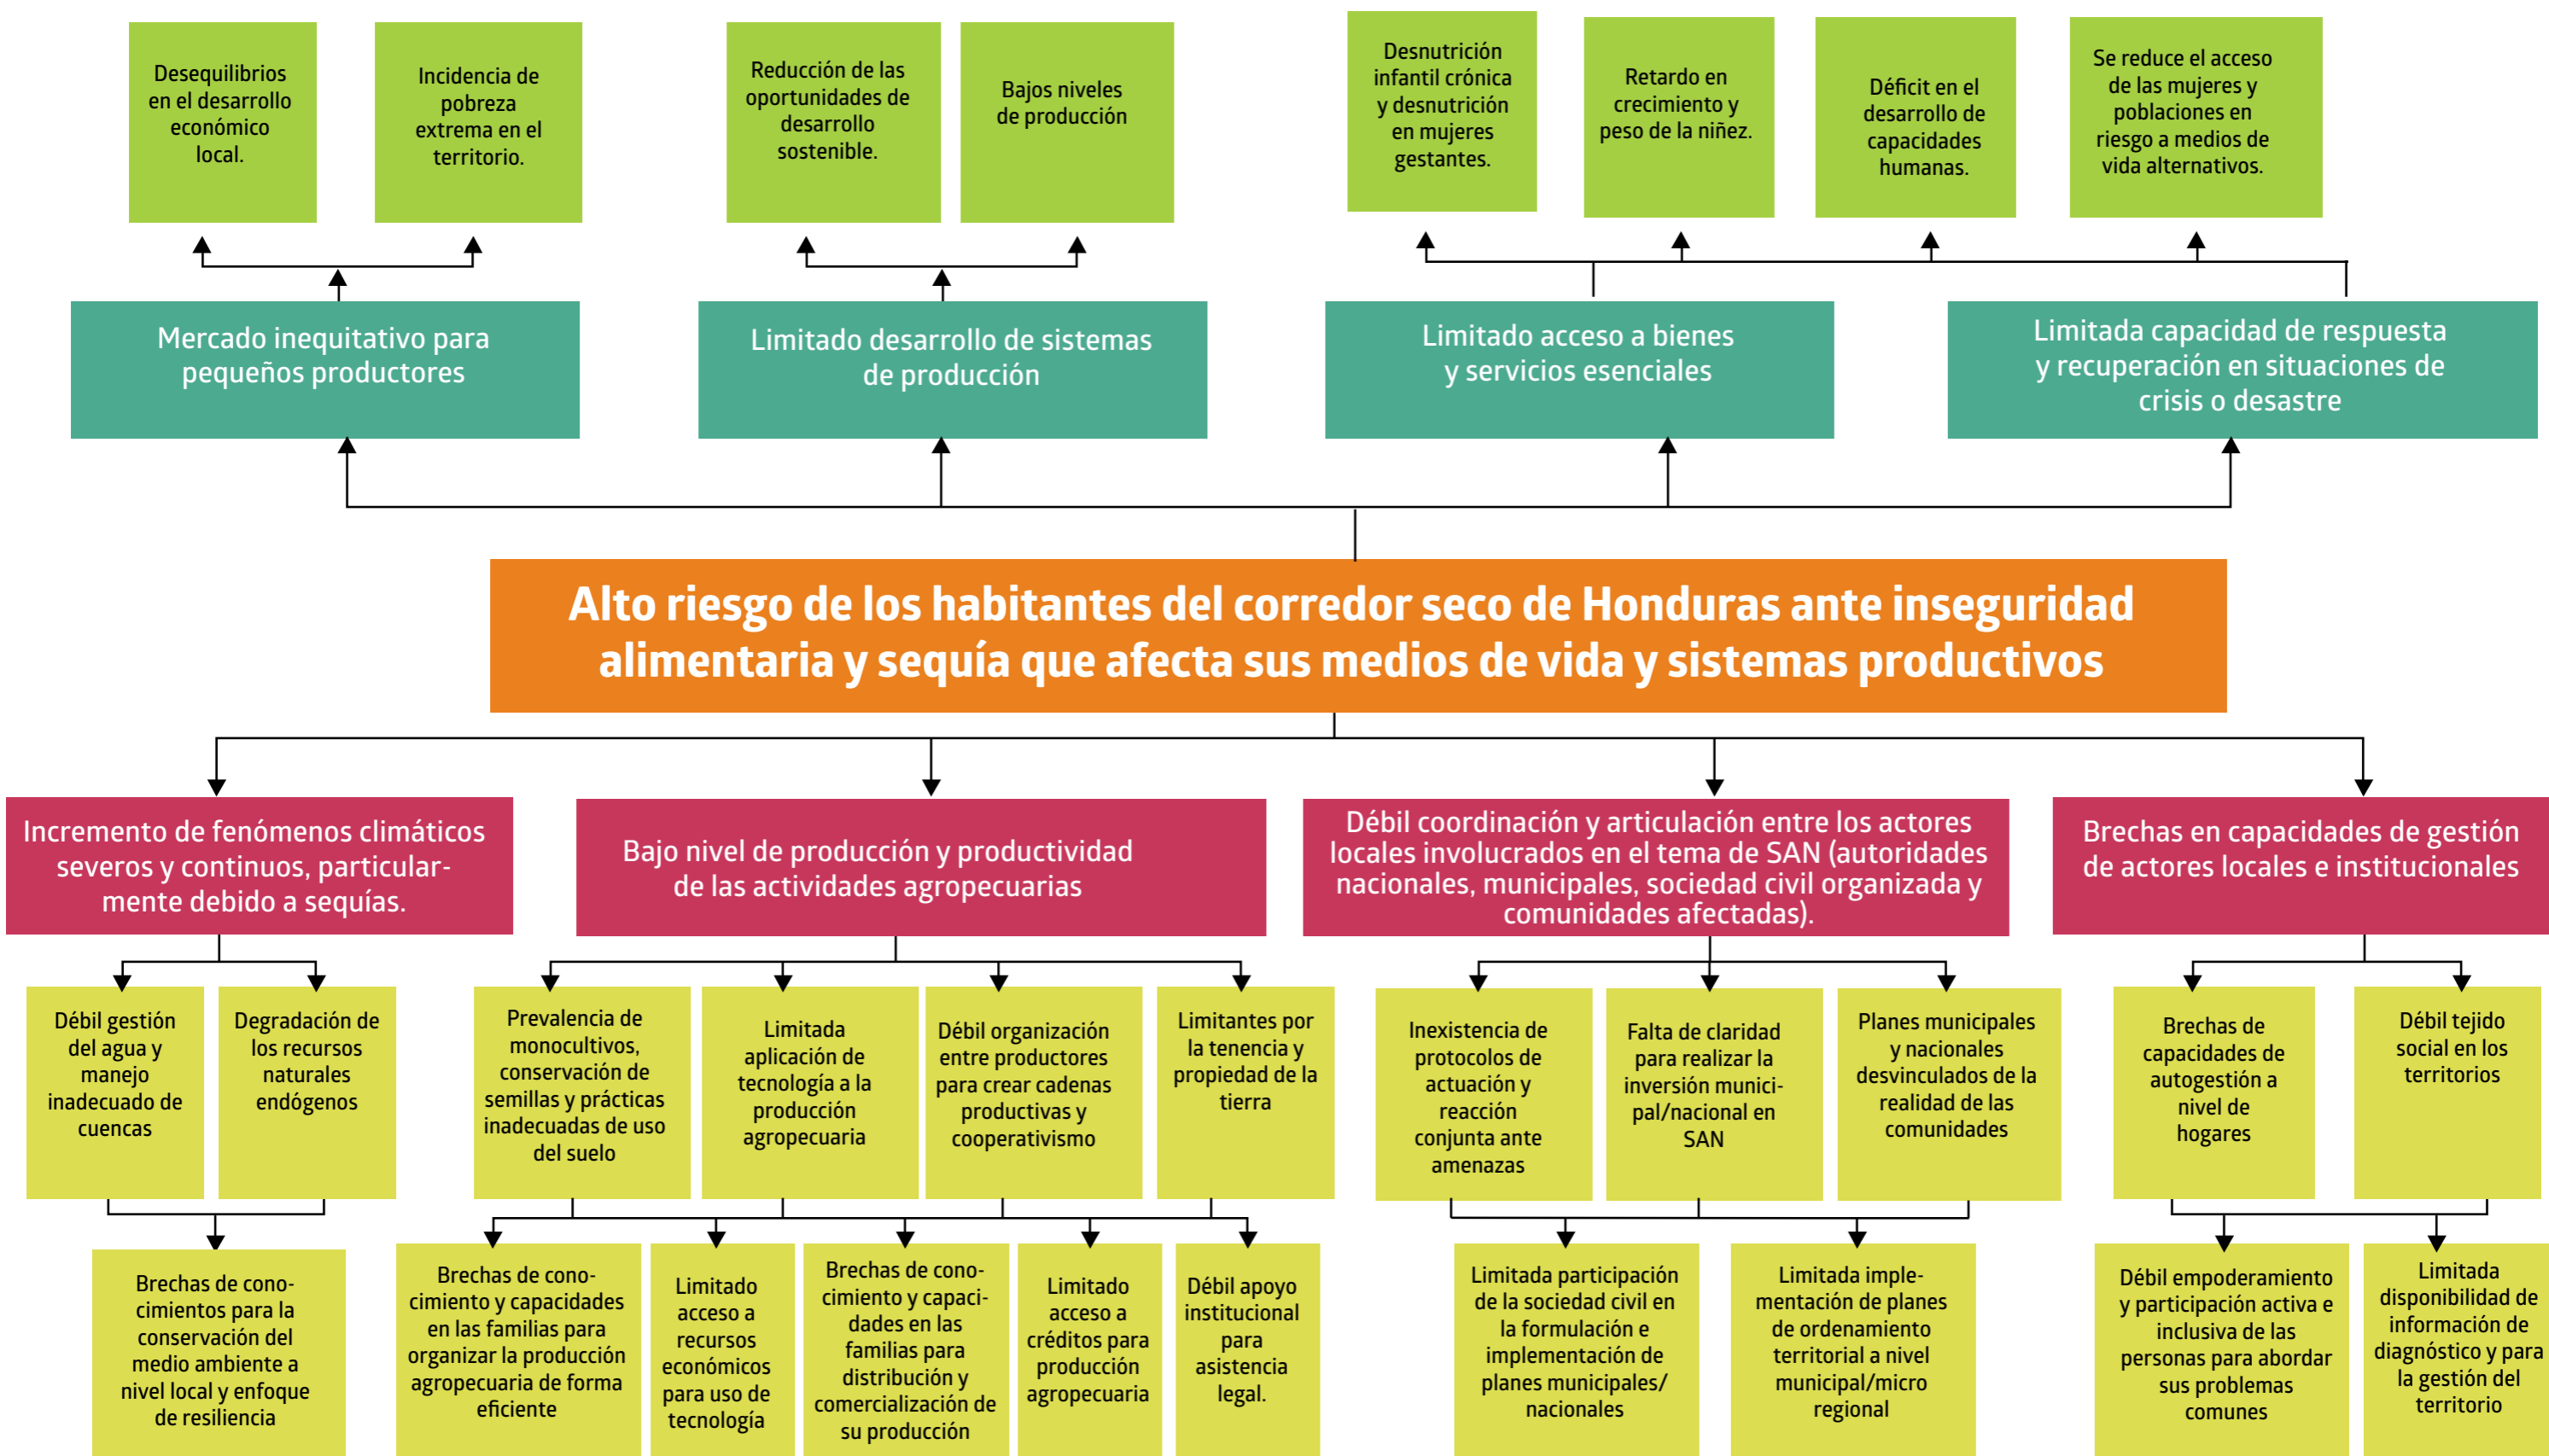 Desequilibrios
en el desarrollo
económico
local.
Incidencia de
pobreza
extrema en el
territorio.
Reducción de las
oportunidades de
desarrollo
sostenible.
Bajos niveles
de producción
Desnutrición
infantil crónica
y desnutrición
en mujeres
gestantes.
Retardo en
crecimiento y
peso de la niñez.
Déficit en el
desarrollo de
capacidades
humanas.
Se reduce el acceso
de las mujeres y
poblaciones en
riesgo a medios de
vida alternativos.
Mercado inequitativo para
pequeños productores
Limitado desarrollo de sistemas
de producción
Limitado acceso a bienes
y servicios esenciales
Limitada capacidad de respuesta
y recuperación en situaciones de
crisis o desastre
Alto riesgo de los habitantes del corredor seco de Honduras ante inseguridad
alimentaria y sequía que afecta sus medios de vida y sistemas productivos
Incremento de fenómenos climáticos
severos y continuos, particular-
mente debido a sequías.
Bajo nivel de producción y productividad
de las actividades agropecuarias
Débil coordinación y articulación entre los actores
locales involucrados en el tema de SAN (autoridades
nacionales, municipales, sociedad civil organizada y
comunidades afectadas).
Brechas en capacidades de gestión
de actores locales e institucionales
Débil gestión
del agua y
manejo
inadecuado de
cuencas
Degradación de
los recursos
naturales
endógenos
Prevalencia de
monocultivos,
conservación de
semillas y prácticas
inadecuadas de uso
del suelo
Limitada
aplicación de
tecnología a la
producción
agropecuaria
Débil organización
entre productores
para crear cadenas
productivas y
cooperativismo
Limitantes por
la tenencia y
propiedad de la
tierra
Inexistencia de
protocolos de
actuación y
reacción
conjunta ante
amenazas
Falta de claridad
para realizar la
inversión munici-
pal/nacional en
SAN
Planes municipales
y nacionales
desvinculados de la
realidad de las
comunidades
Brechas de
capacidades de
autogestión a
nivel de
hogares
Débil tejido
social en los
territorios
Brechas de cono-
cimientos para la
conservación del
medio ambiente a
nivel local y enfoque
de resiliencia
Brechas de cono-
cimiento y capacidades
en las familias para
organizar la producción
agropecuaria de forma
eficiente
Limitado
acceso a
recursos
económicos
para uso de
tecnología
Brechas de cono-
cimiento y capaci-
dades en las
familias para
distribución y
comercialización de
su producción
Limitado
acceso a
créditos para
producción
agropecuaria
Débil apoyo
institucional
para
asistencia
legal.
Limitada participación
de la sociedad civil en
la formulación e
implementación de
planes municipales/
nacionales
Limitada imple-
mentación de planes
de ordenamiento
territorial a nivel
municipal/micro
regional
Débil empoderamiento
y participación activa e
inclusiva de las
personas para abordar
sus problemas
comunes
Limitada
disponibilidad de
información de
diagnóstico y para
la gestión del
territorio